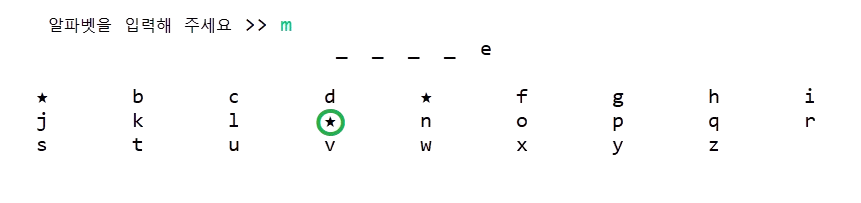 알파벳을 입력해 주세요 >> m
_ _ _ _ e
★ b c d ★ f g h i
j k l ★ n o p q r
s t u v w x y z